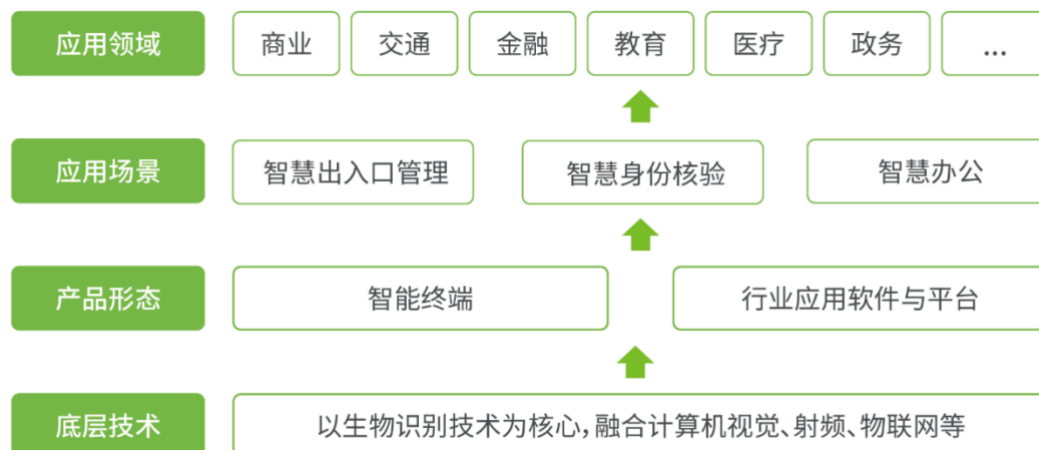 应用领域 商业 交通 金融 教育 医疗 政务 ...
应用场景 智慧出入口管理 智慧身份核验 智慧办公
产品形态 智能终端 行业应用软件与平台
底层技术 以生物识别技术为核心,融合计算机视觉、射频、物联网等